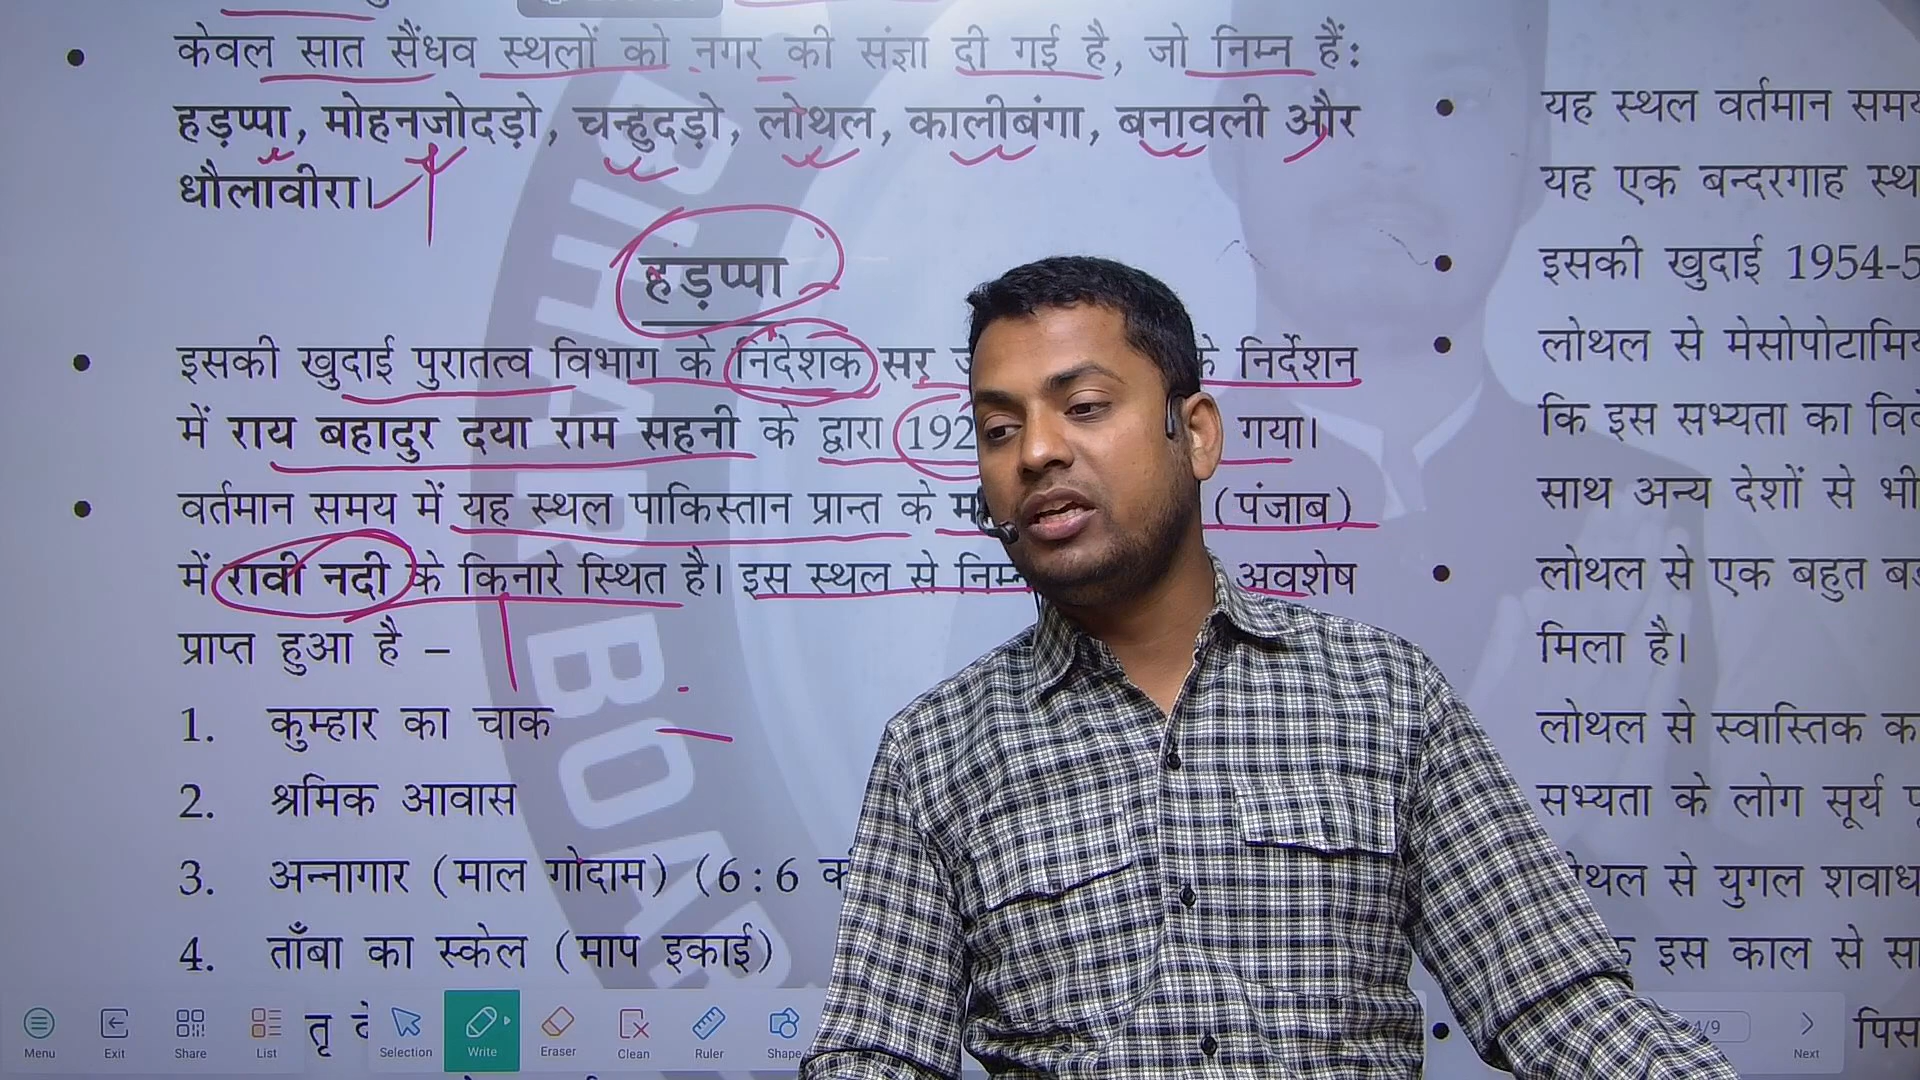 केवल सात सैंधव स्थलों को नगर की संज्ञा दी गई है, जो निम्न हैं:
हड़प्पा, मोहनजोदड़ो, चन्हुदड़ो, लोथल, कालीबंगा, बनावली और
धौलावीरा।
हड़प्पा
इसकी खुदाई पुरातत्व विभाग के निदेशक सर के निर्देशन
में राय बहादुर दया राम सहनी के द्वारा 192 गया।
वर्तमान समय में यह स्थल पाकिस्तान प्रान्त के (पंजाब)
में रावी नदी के किनारे स्थित है। इस स्थल से निम्न अवशेष
प्राप्त हुआ है –
1. कुम्हार का चाक
2. श्रमिक आवास
3. अन्नागार (माल गोदाम) (6:6
4. ताँबा का स्केल (माप इकाई)
यह स्थल वर्तमान
यह एक बन्दरगाह
इसकी खुदाई 1954-5
लोथल से
कि इस सभ्यता का
साथ अन्य देशों से भी
लोथल से एक बहुत
मिला है।
लोथल से स्वास्तिक
सभ्यता के लोग सूर्य
से युगल
इस काल से
BIHAR BOAR
Menu Exit Share List Selection Write Eraser Clean Ruler Shape /9 Next